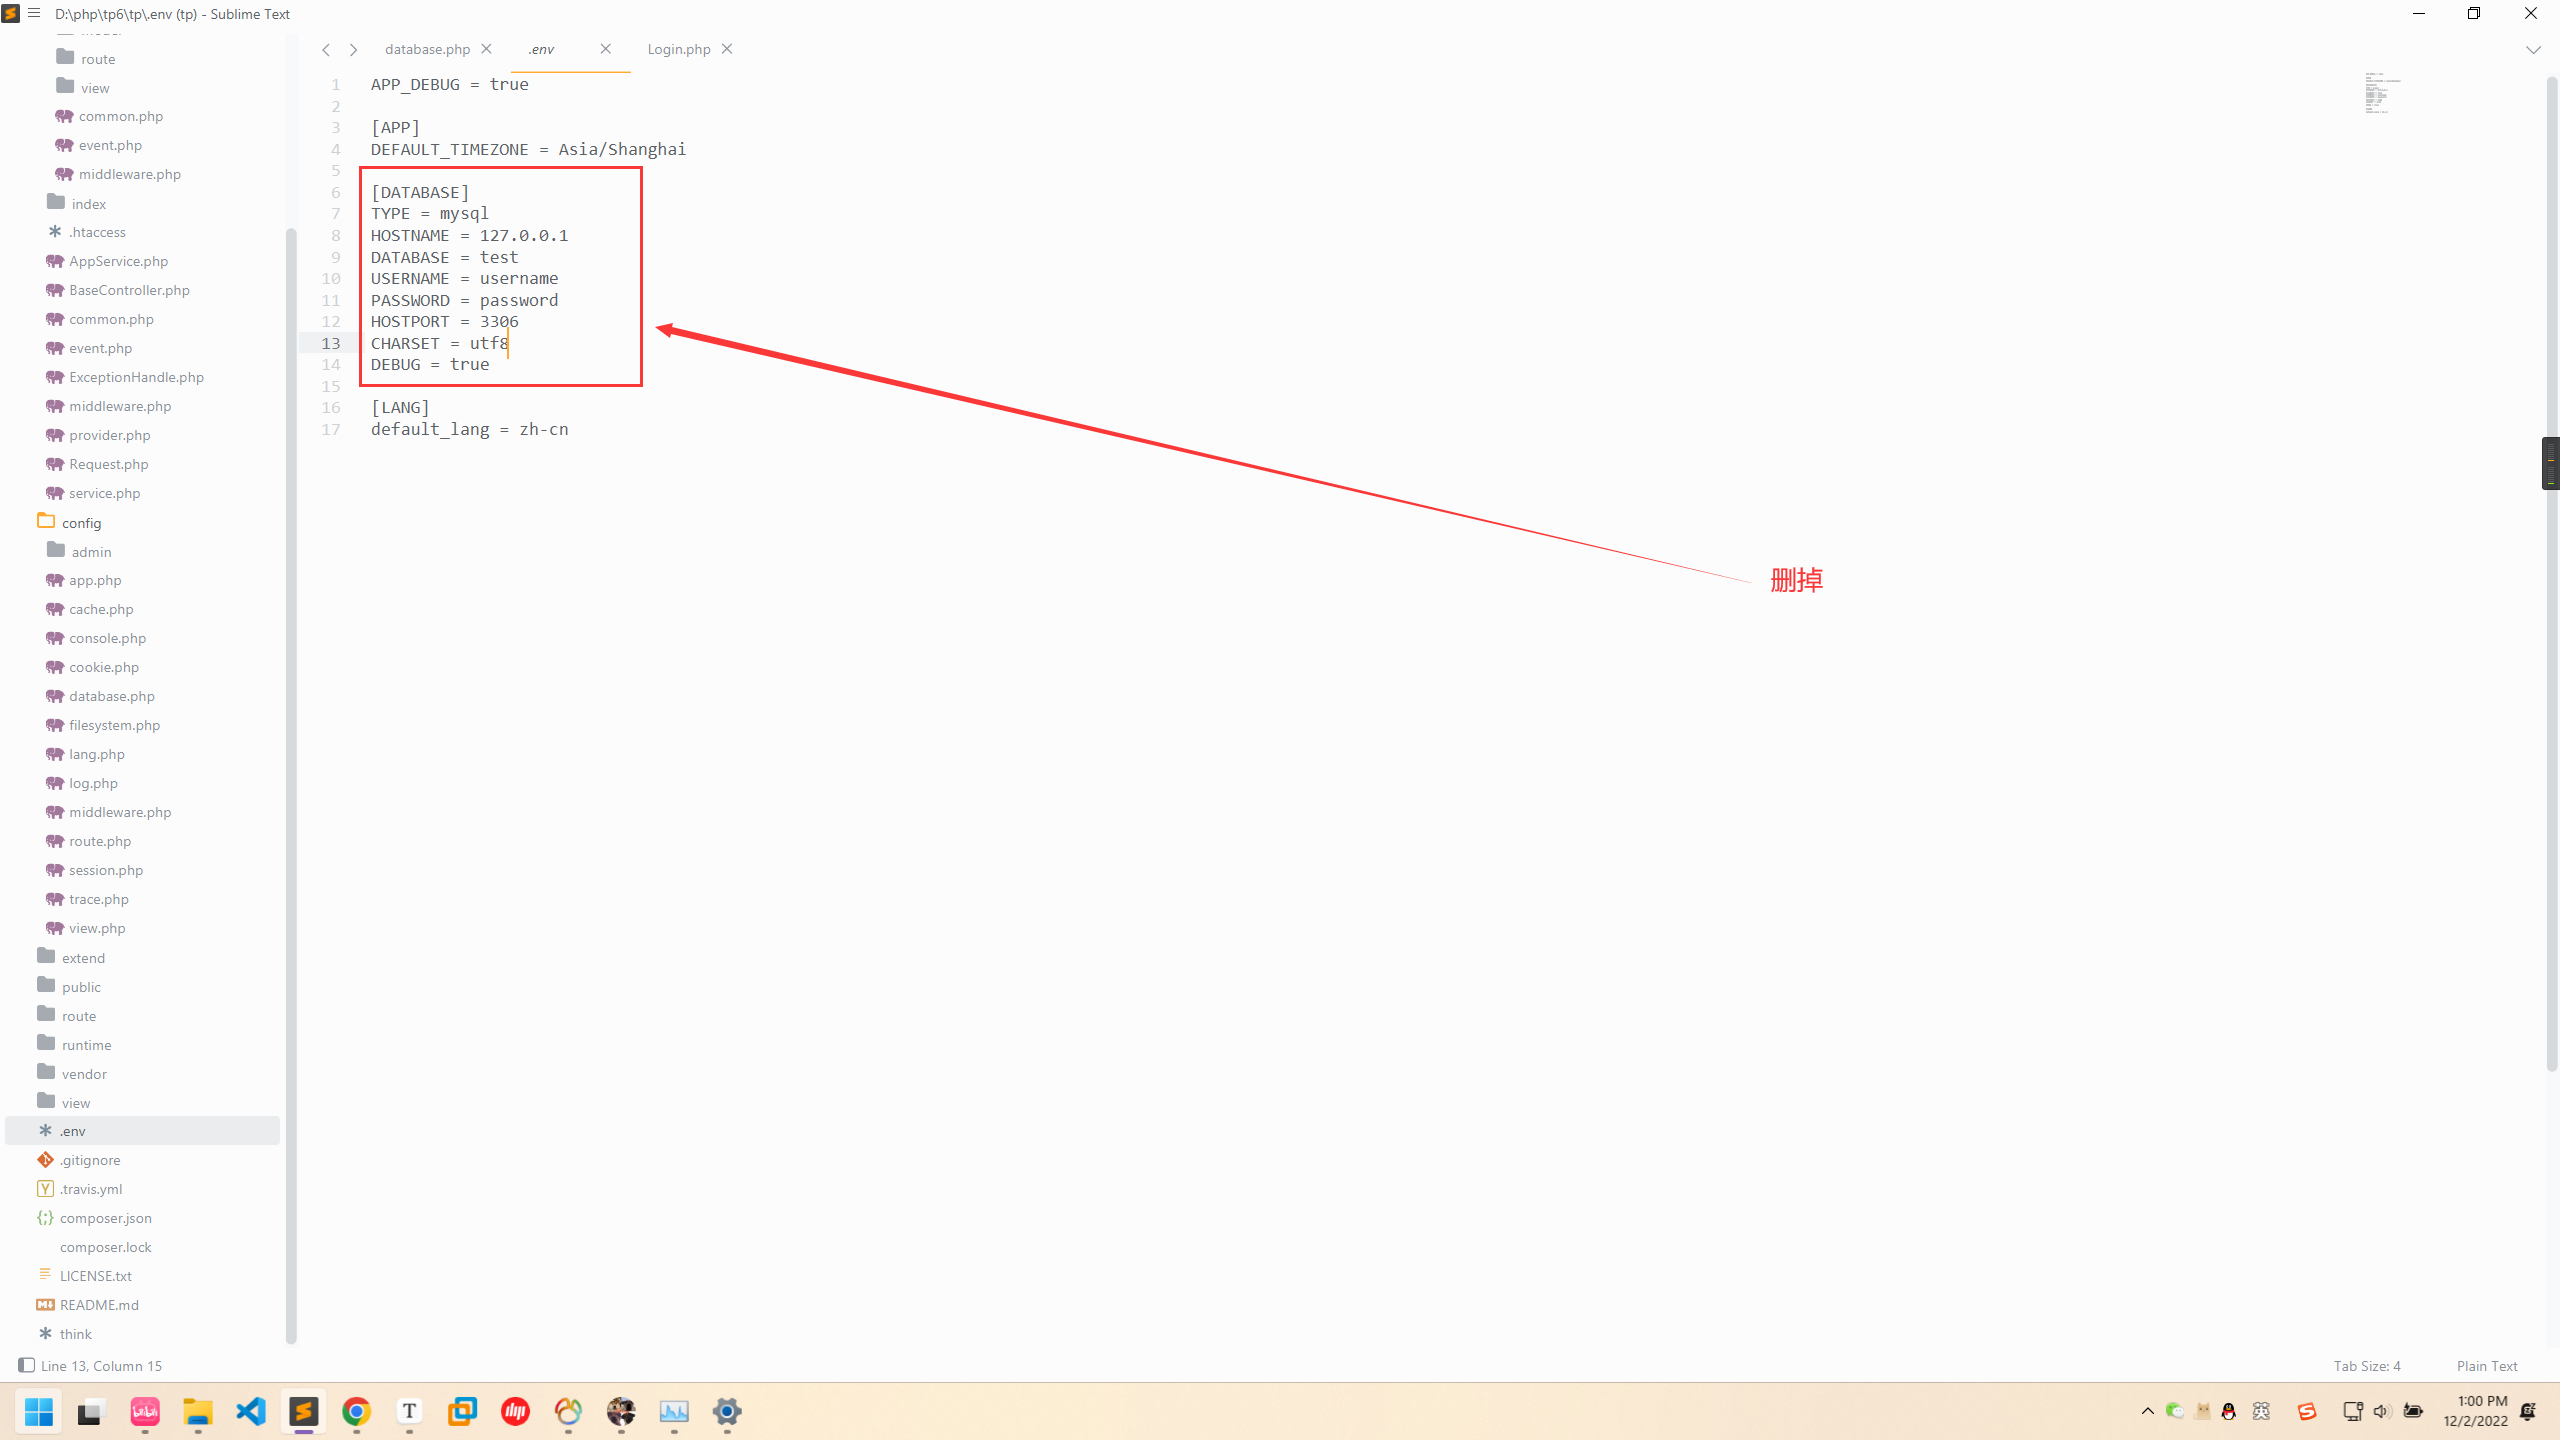 D:\php\tp6\tp\.env (tp) - Sublime Text
route
view
common.php
event.php
middleware.php
index
.htaccess
AppService.php
BaseController.php
common.php
event.php
ExceptionHandle.php
middleware.php
provider.php
Request.php
service.php
config
admin
app.php
cache.php
console.php
cookie.php
database.php
filesystem.php
lang.php
log.php
middleware.php
route.php
session.php
trace.php
view.php
extend
public
route
runtime
vendor
view
.env
.gitignore
.travis.yml
composer.json
composer.lock
LICENSE.txt
README.md
think
database.php .env Login.php
1 APP_DEBUG = true
2
3 [APP]
4 DEFAULT_TIMEZONE = Asia/Shanghai
5
6 [DATABASE]
7 TYPE = mysql
8 HOSTNAME = 127.0.0.1
9 DATABASE = test
10 USERNAME = username
11 PASSWORD = password
12 HOSTPORT = 3306
13 CHARSET = utf8
14 DEBUG = true
15
16 [LANG]
17 default_lang = zh-cn
删掉
Line 13, Column 15
Tab Size: 4
Plain Text
英
1:00 PM
12/2/2022